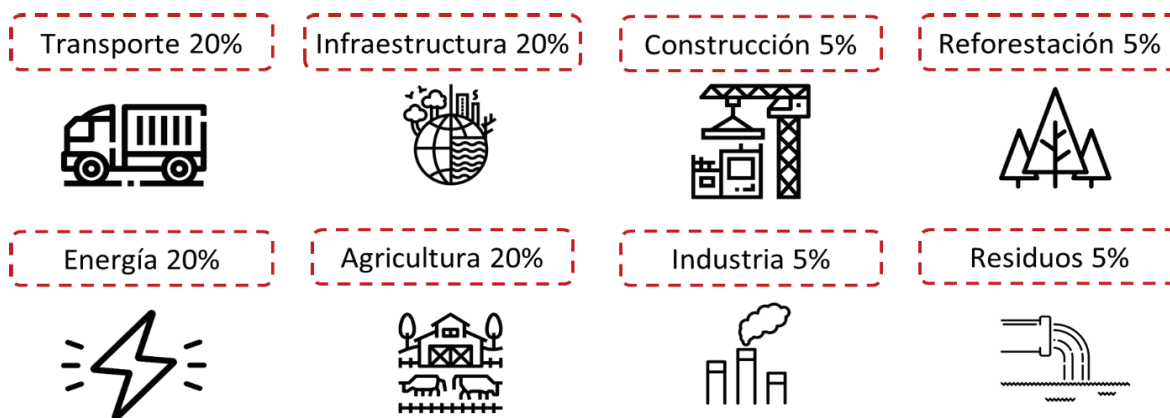 Transporte 20%
Infraestructura 20%
Construcción 5%
Reforestación 5%
Energía 20%
Agricultura 20%
Industria 5%
Residuos 5%